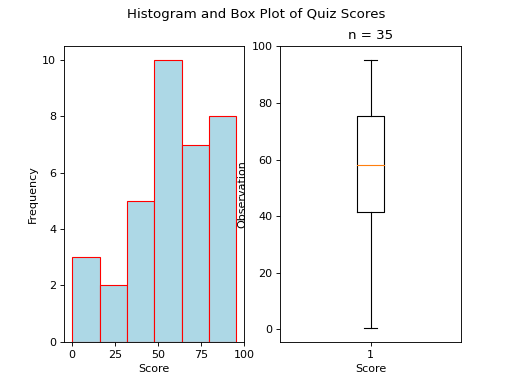 Histogram and Box Plot of Quiz Scores
n = 35
Frequency
10
8
6
4
2
0
0 25 50 75 100
Score
Observation
100
80
60
40
20
0
1
Score